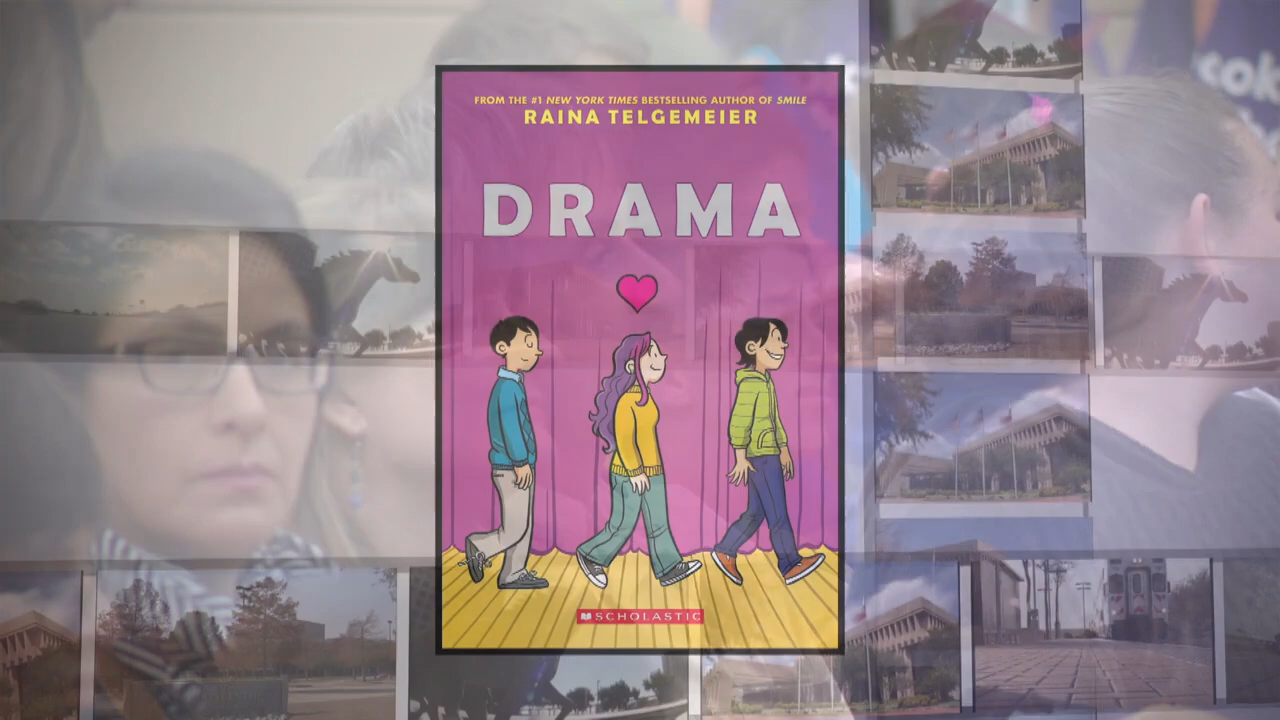 FROM THE #1 NEW YORK TIMES BESTSELLING AUTHOR OF SMILE
RAINA TELGEMEIER
DRAMA
SCHOLASTIC